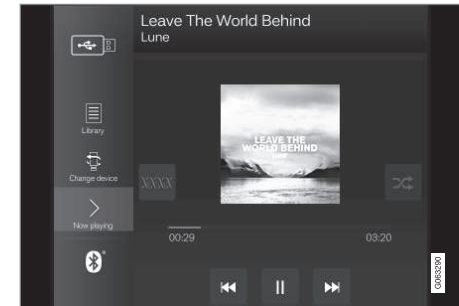 Leave The World Behind
Lune
Library
Change device
Now playing
LEAVE THE
WORLD BEHIND
LUNE
XXXX
00:29
03:20
G063290